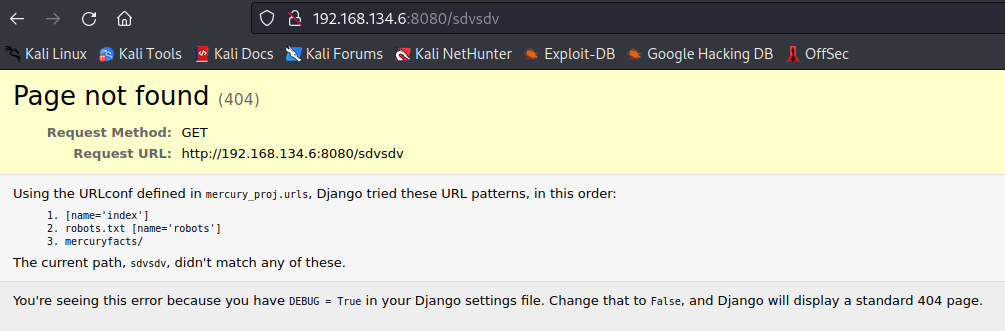 192.168.134.6:8080/sdvsdv
Kali Linux Kali Tools Kali Docs Kali Forums Kali NetHunter Exploit-DB Google Hacking DB OffSec
Page not found (404)
Request Method: GET
Request URL: http://192.168.134.6:8080/sdvsdv
Using the URLconf defined in mercury_proj.urls, Django tried these URL patterns, in this order:
1. [name='index']
2. robots.txt [name='robots']
3. mercuryfacts/
The current path, sdvsdv, didn't match any of these.
You're seeing this error because you have DEBUG = True in your Django settings file. Change that to False, and Django will display a standard 404 page.